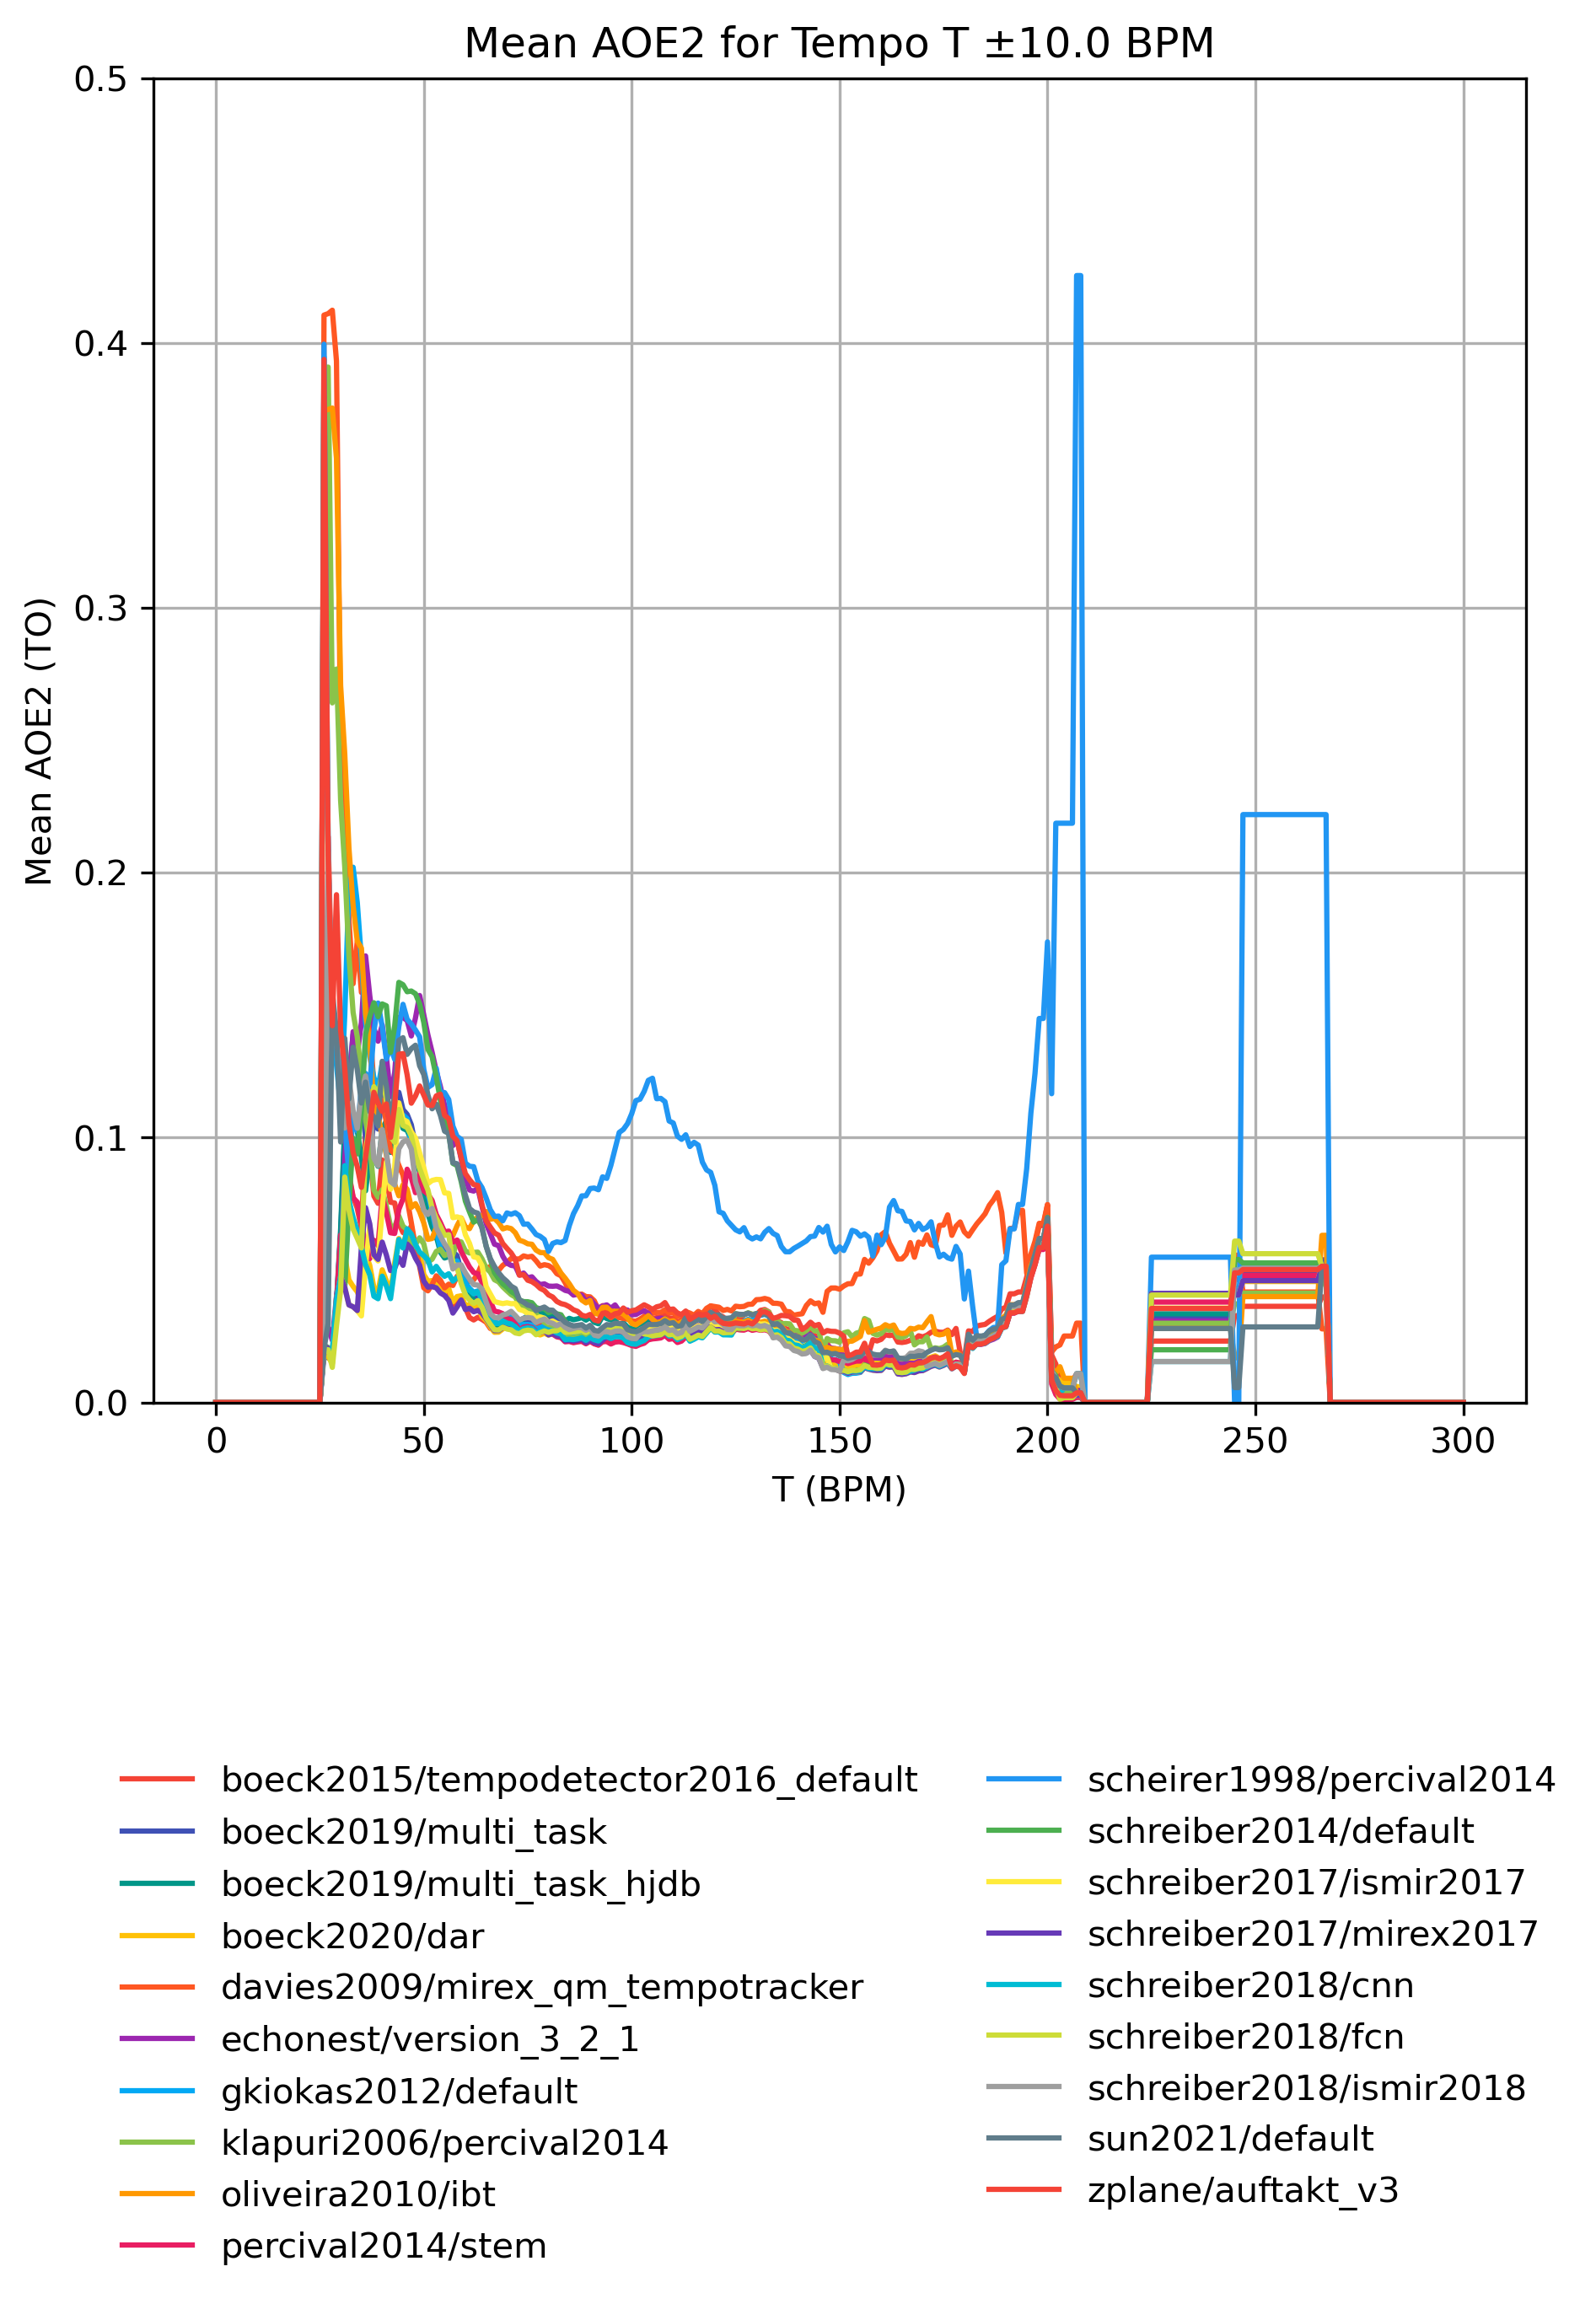 Mean AOE2 for Tempo T ±10.0 BPM
0.5
0.4
0.3
0.2
0.1
0.0
Mean AOE2 (TO)
0 50 100 150 200 250 300
T (BPM)
boeck2015/tempodetector2016_default
boeck2019/multi_task
boeck2019/multi_task_hjdb
boeck2020/dar
davies2009/mirex_qm_tempotracker
echonest/version_3_2_1
gkiokas2012/default
klapuri2006/percival2014
oliveira2010/ibt
percival2014/stem
scheirer1998/percival2014
schreiber2014/default
schreiber2017/ismir2017
schreiber2017/mirex2017
schreiber2018/cnn
schreiber2018/fcn
schreiber2018/ismir2018
sun2021/default
zplane/auftakt_v3